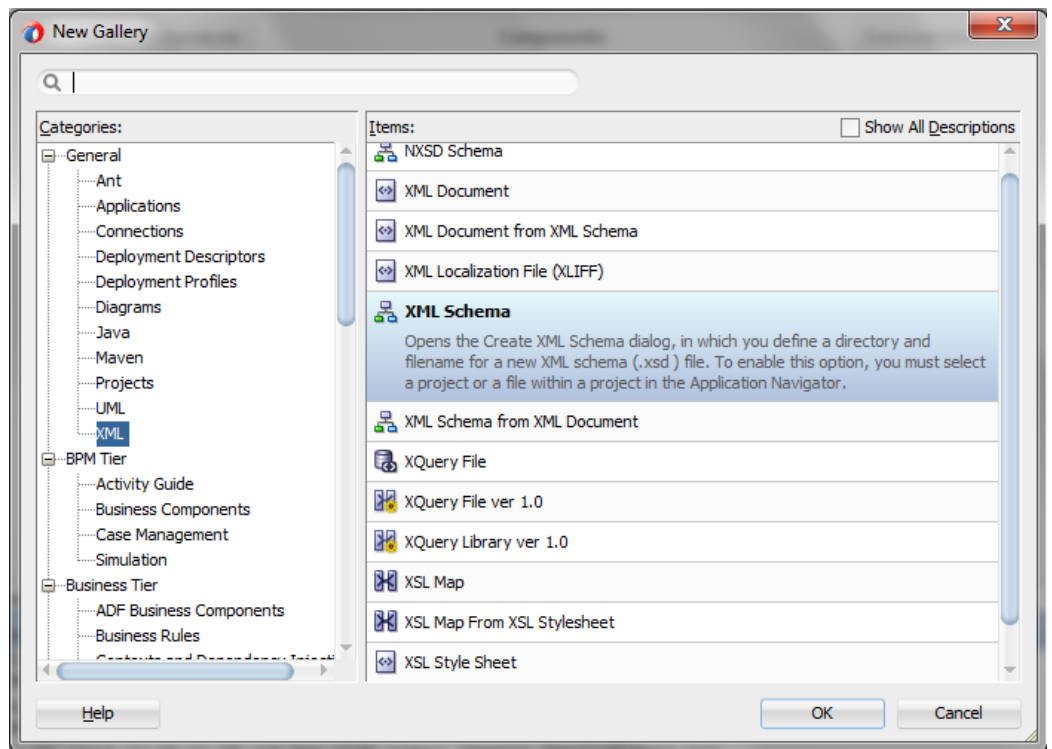 New Gallery
Categories:
Items:
Show All Descriptions
General
Ant
Applications
Connections
Deployment Descriptors
Deployment Profiles
Diagrams
Java
Maven
Projects
UML
XML
BPM Tier
Activity Guide
Business Components
Case Management
Simulation
Business Tier
ADF Business Components
Business Rules
Contexts and Dependency Injecti
NXSD Schema
XML Document
XML Document from XML Schema
XML Localization File (XLIFF)
XML Schema
Opens the Create XML Schema dialog, in which you define a directory and
filename for a new XML schema (.xsd ) file. To enable this option, you must select
a project or a file within a project in the Application Navigator.
XML Schema from XML Document
XQuery File
XQuery File ver 1.0
XQuery Library ver 1.0
XSL Map
XSL Map From XSL Stylesheet
XSL Style Sheet
Help
OK
Cancel